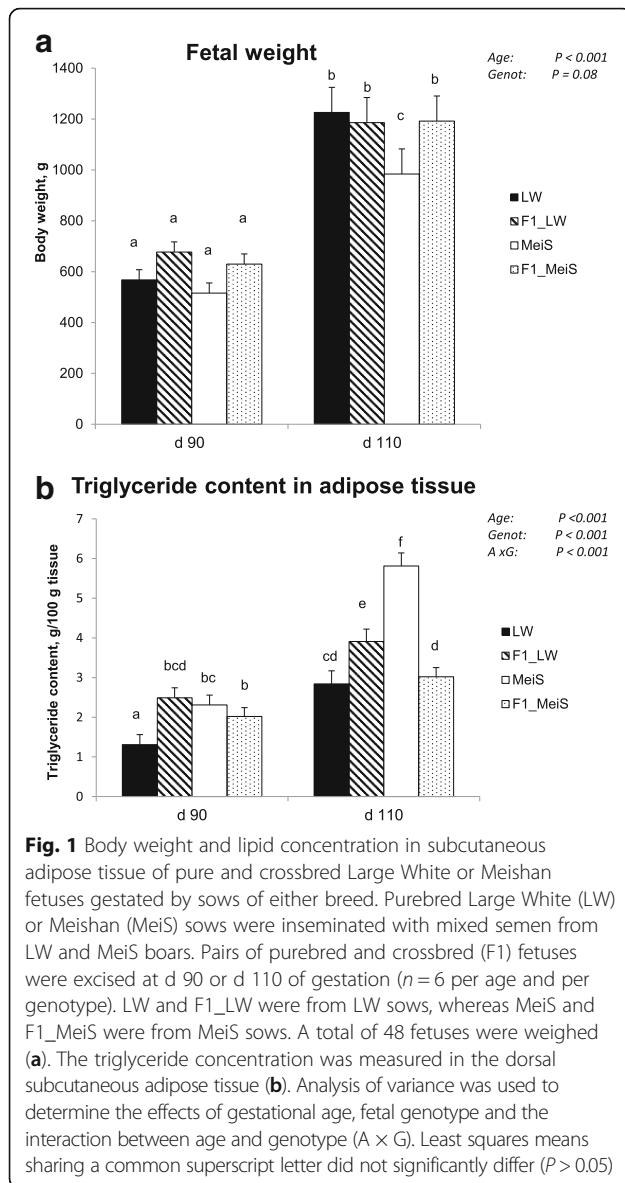 a Fetal weight
Age: P < 0.001
Genot: P = 0.08
1400
1200
1000
800
600
400
200
0
Body weight, g
a
a
a
a
b
b
c
b
d 90
d 110
LW
F1_LW
MeiS
F1_MeiS
b Triglyceride content in adipose tissue
Age: P <0.001
Genot: P < 0.001
A xG: P < 0.001
7
6
5
4
3
2
1
0
Triglyceride content, g/100 g tissue
a
bcd
bc
b
cd
e
f
d
d 90
d 110
LW
F1_LW
MeiS
F1_MeiS
Fig. 1 Body weight and lipid concentration in subcutaneous
adipose tissue of pure and crossbred Large White or Meishan
fetuses gestated by sows of either breed. Purebred Large White (LW)
or Meishan (MeiS) sows were inseminated with mixed semen from
LW and MeiS boars. Pairs of purebred and crossbred (F1) fetuses
were excised at d 90 or d 110 of gestation (n = 6 per age and per
genotype). LW and F1_LW were from LW sows, whereas MeiS and
F1_MeiS were from MeiS sows. A total of 48 fetuses were weighed
(a). The triglyceride concentration was measured in the dorsal
subcutaneous adipose tissue (b). Analysis of variance was used to
determine the effects of gestational age, fetal genotype and the
interaction between age and genotype (A × G). Least squares means
sharing a common superscript letter did not significantly differ (P > 0.05)